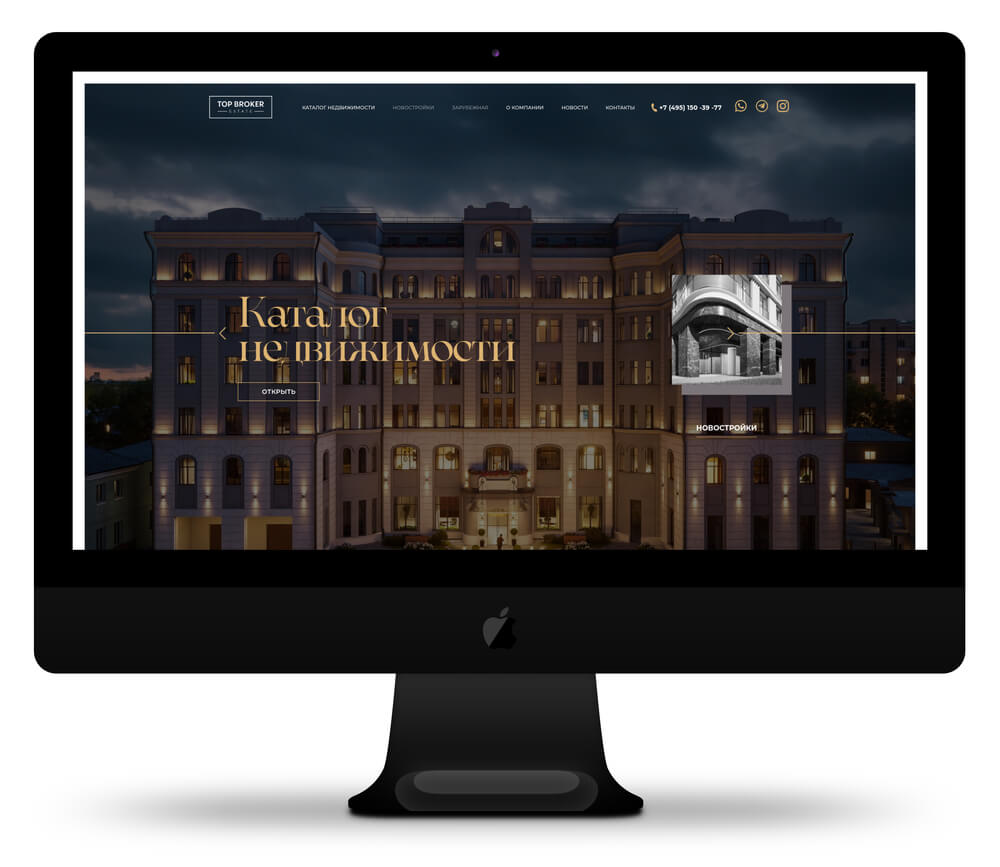 TOP BROKER
ESTATE
КАТАЛОГ НЕДВИЖИМОСТИ
НОВОСТРОЙКИ
ЗАРУБЕЖНАЯ
О КОМПАНИИ
НОВОСТИ
КОНТАКТЫ
+7 (495) 150 -39 -77
Каталог
недвижимости
ОТКРЫТЬ
НОВОСТРОЙКИ